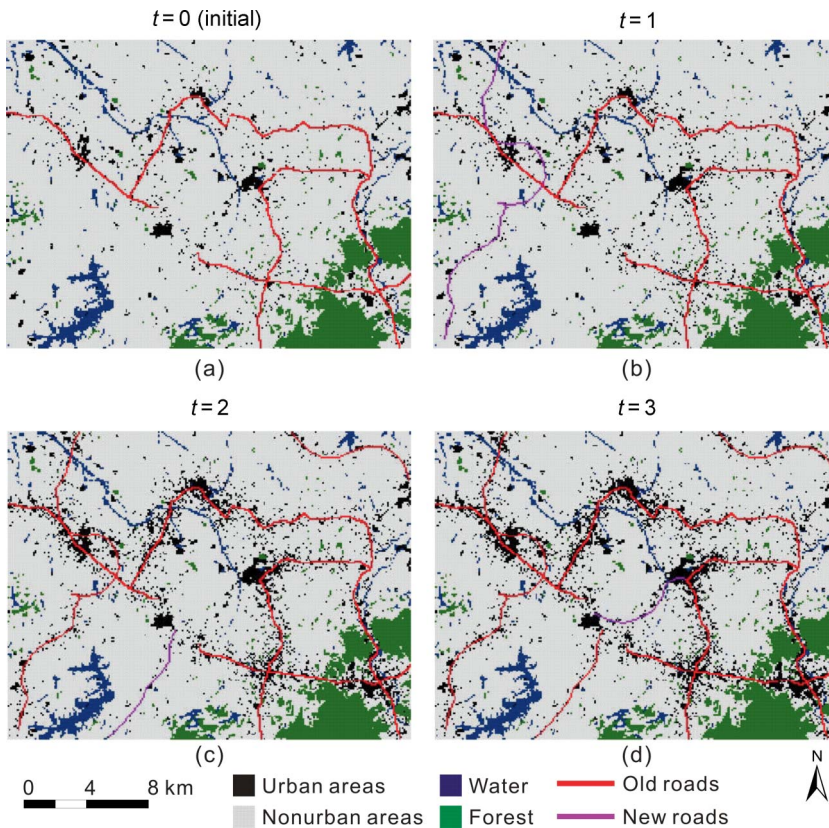 t = 0 (initial)
t = 1
(a)
(b)
t = 2
t = 3
(c)
(d)
0 4 8 km
Urban areas
Water
Old roads
N
Nonurban areas
Forest
New roads